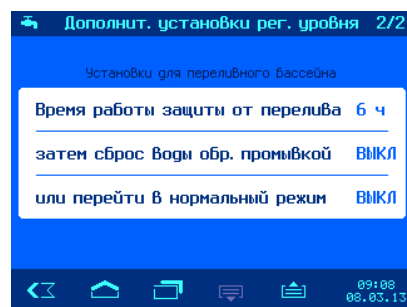 Дополнит. установки рег. уровня 2/2
Установки для переливного бассейна
Время работы защиты от перелива 6 ч
затем сброс воды обр. промывкой ВЫКЛ
или перейти в нормальный режим ВЫКЛ
09:08
08.03.13